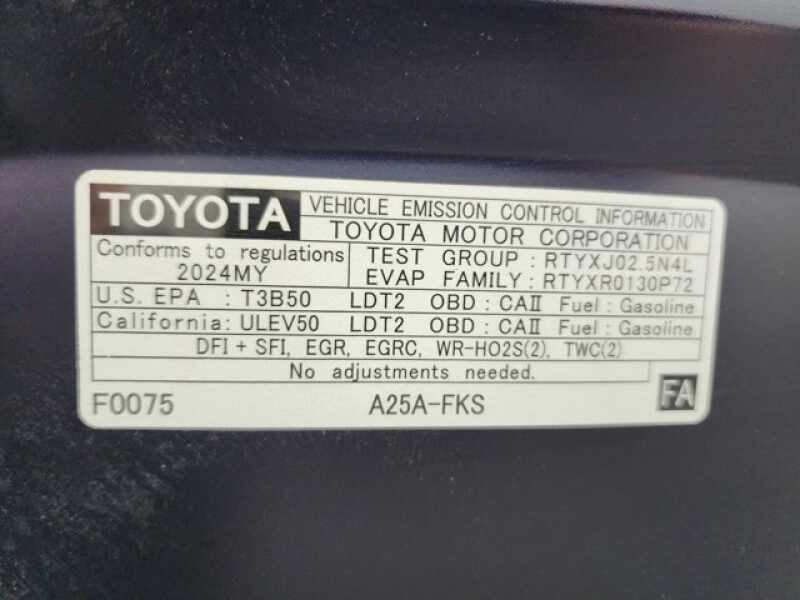 TOYOTA VEHICLE EMISSION CONTROL INFORMATION
TOYOTA MOTOR CORPORATION
Conforms to regulations
2024MY
TEST GROUP : RTYXJ02.5N4L
EVAP FAMILY : RTYXR0130P72
U.S. EPA : T3B50 LDT2 OBD : CAII Fuel : Gasoline
California: ULEV50 LDT2 OBD : CAII Fuel : Gasoline
DFI + SFI, EGR, EGRC, WR-HO2S(2), TWC(2)
No adjustments needed.
F0075 A25A-FKS FA